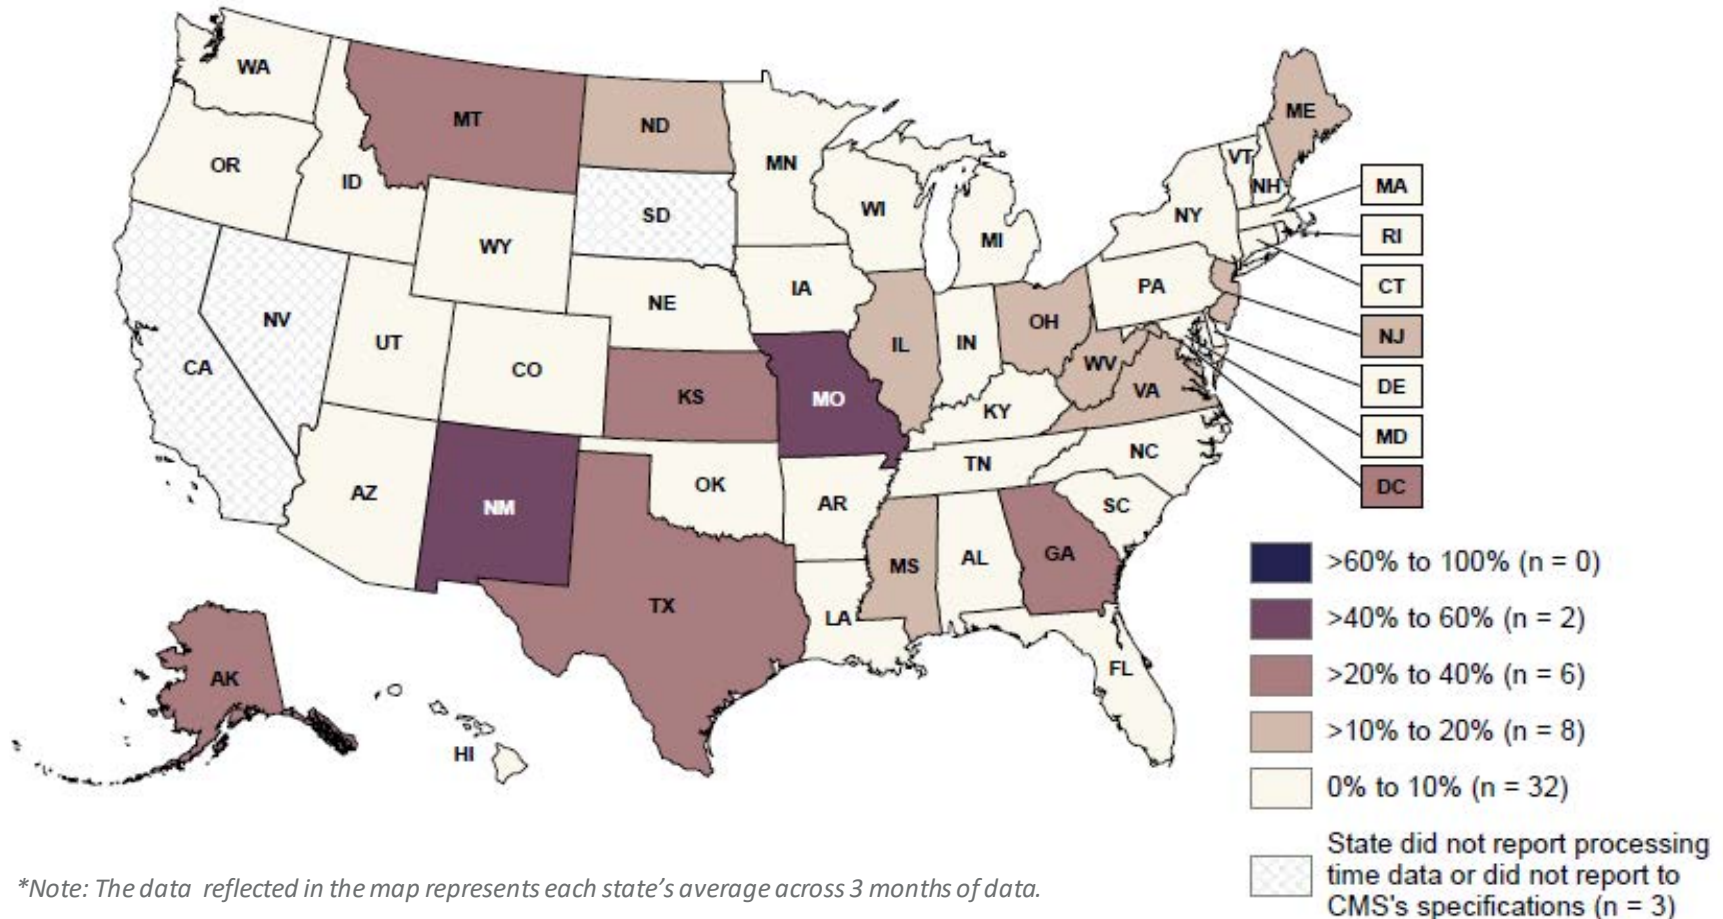 WA
MT
ND
ME
OR
ID
MN
VT
NH
MA
SD
WI
NY
RI
WY
MI
CT
NE
IA
PA
NV
UT
IL
IN
OH
NJ
CA
CO
WV
DE
KS
MO
KY
VA
MD
AZ
NM
OK
AR
TN
NC
DC
SC
MS
AL
GA
TX
LA
FL
AK
HI
>60% to 100% (n = 0)
>40% to 60% (n = 2)
>20% to 40% (n = 6)
>10% to 20% (n = 8)
0% to 10% (n = 32)
State did not report processing
time data or did not report to
CMS's specifications (n = 3)
*Note: The data reflected in the map represents each state's average across 3 months of data.